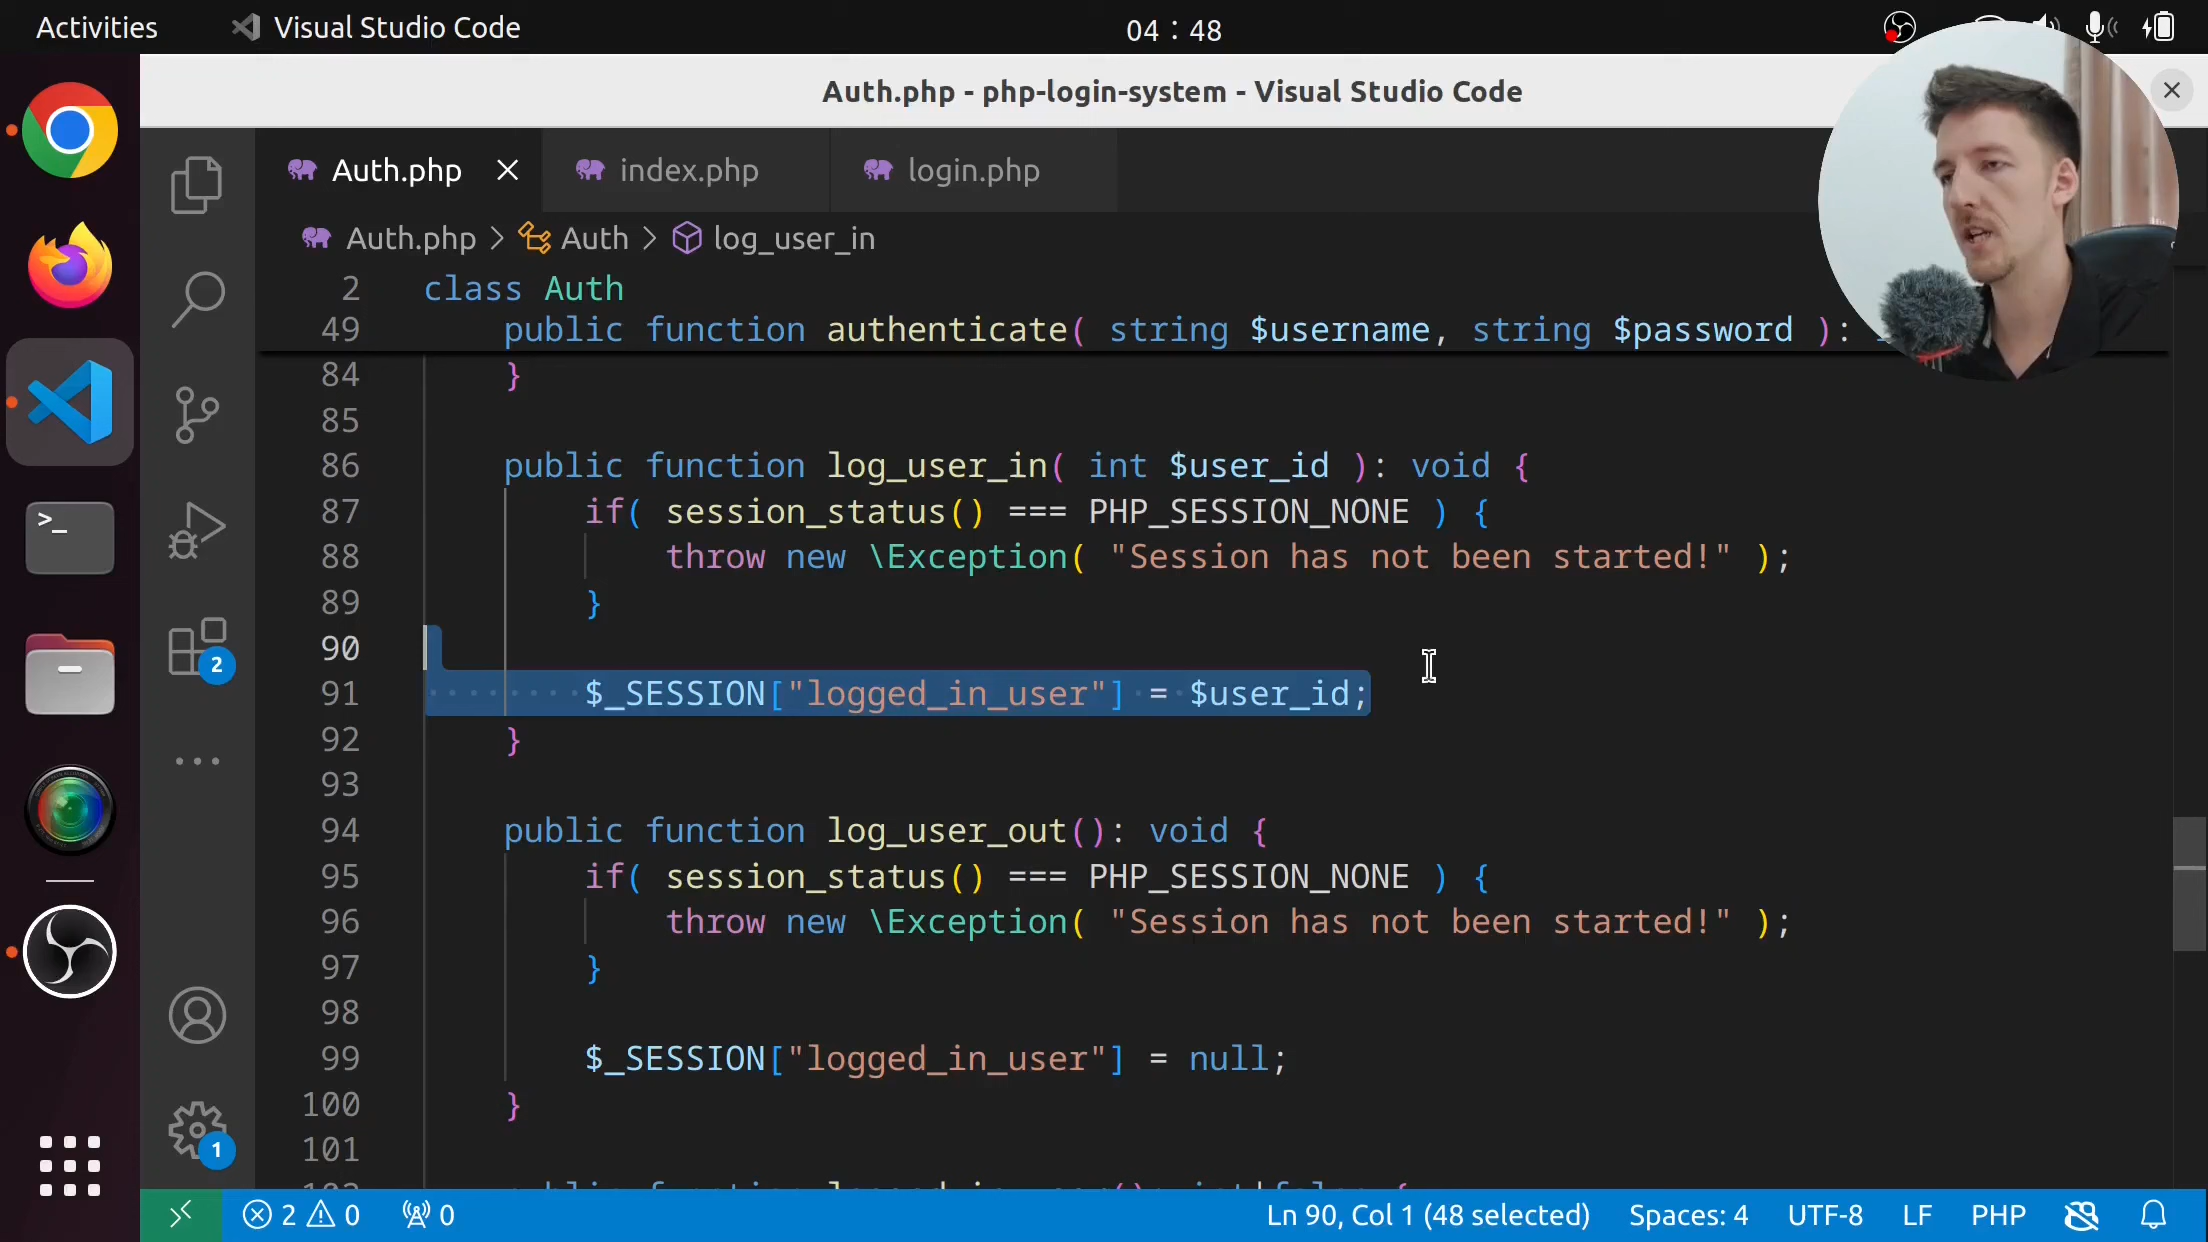 Activities
Visual Studio Code
04 : 48
Auth.php - php-login-system - Visual Studio Code
Auth.php
index.php
login.php
Auth.php > Auth > log_user_in
2 class Auth
49 public function authenticate( string $username, string $password ):
84 }
85
86 public function log_user_in( int $user_id ): void {
87 if( session_status() === PHP_SESSION_NONE ) {
88 throw new \Exception( "Session has not been started!" );
89 }
90
91 $_SESSION["logged_in_user"] = $user_id;
92 }
93
94 public function log_user_out(): void {
95 if( session_status() === PHP_SESSION_NONE ) {
96 throw new \Exception( "Session has not been started!" );
97 }
98
99 $_SESSION["logged_in_user"] = null;
100 }
101
2
1
2 0
0
Ln 90, Col 1 (48 selected)
Spaces: 4
UTF-8
LF
PHP